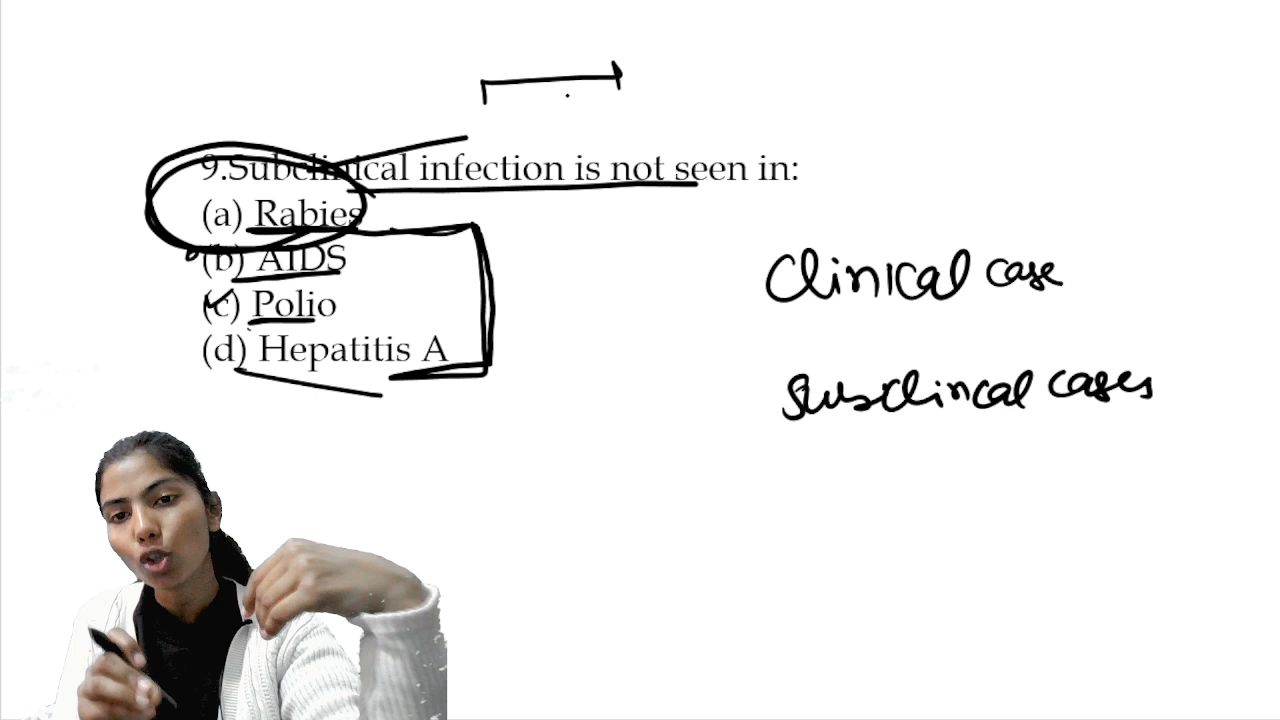 9.Subclinical infection is not seen in:
(a) Rabies
(b) AIDS
(c) Polio
(d) Hepatitis A
Clinical case
Subclinical cases